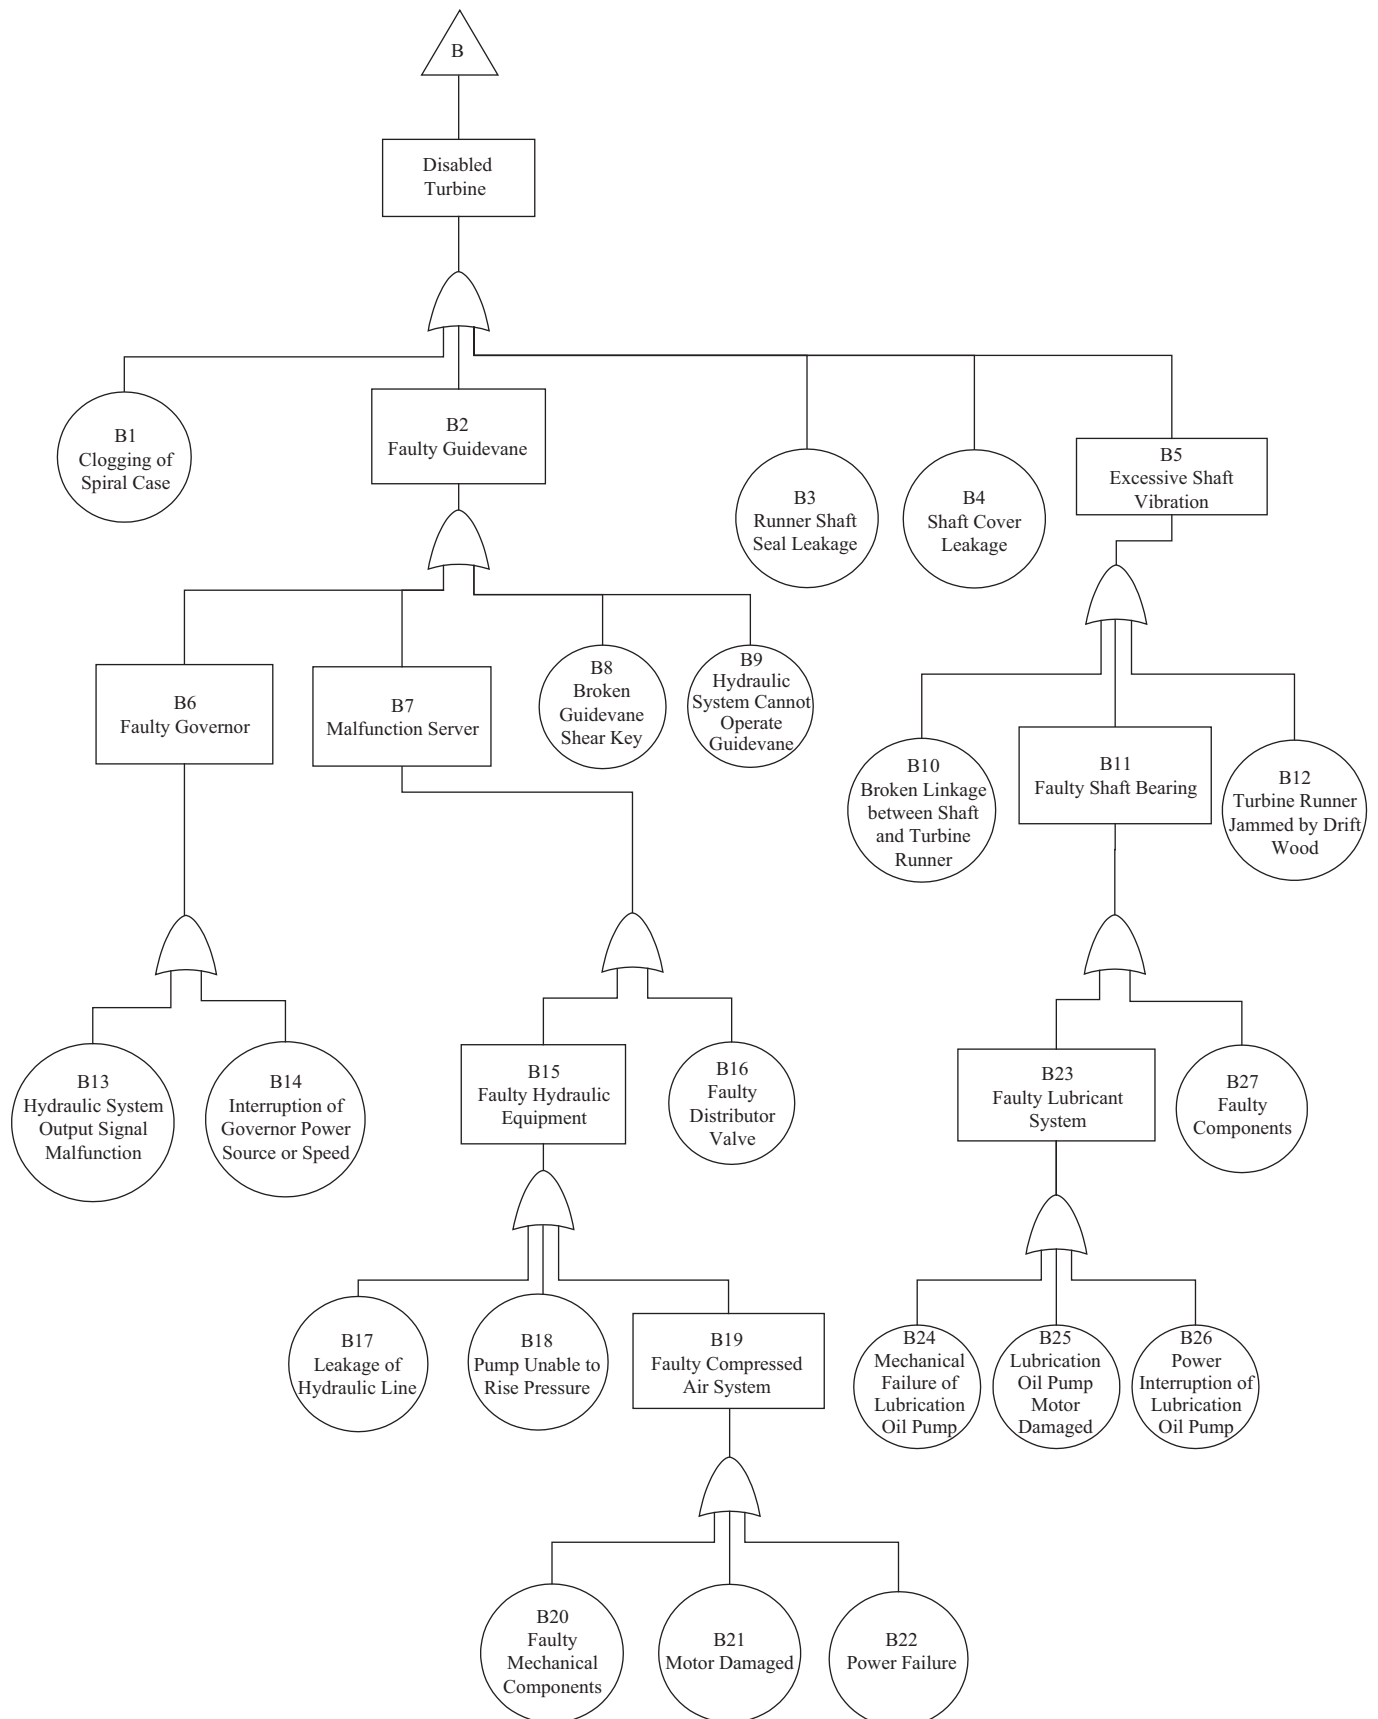 B
Disabled
Turbine
B1
Clogging of
Spiral Case
B2
Faulty Guidevane
B3
Runner Shaft
Seal Leakage
B4
Shaft Cover
Leakage
B5
Excessive Shaft
Vibration
B6
Faulty Governor
B7
Malfunction Server
B8
Broken
Guidevane
Shear Key
B9
Hydraulic
System Cannot
Operate
Guidevane
B10
Broken Linkage
between Shaft
and Turbine
Runner
B11
Faulty Shaft Bearing
B12
Turbine Runner
Jammed by Drift
Wood
B13
Hydraulic System
Output Signal
Malfunction
B14
Interruption of
Governor Power
Source or Speed
B15
Faulty Hydraulic
Equipment
B16
Faulty
Distributor
Valve
B23
Faulty Lubricant
System
B27
Faulty
Components
B17
Leakage of
Hydraulic Line
B18
Pump Unable to
Rise Pressure
B19
Faulty Compressed
Air System
B24
Mechanical
Failure of
Lubrication
Oil Pump
B25
Lubrication
Oil Pump
Motor
Damaged
B26
Power
Interruption of
Lubrication
Oil Pump
B20
Faulty
Mechanical
Components
B21
Motor Damaged
B22
Power Failure